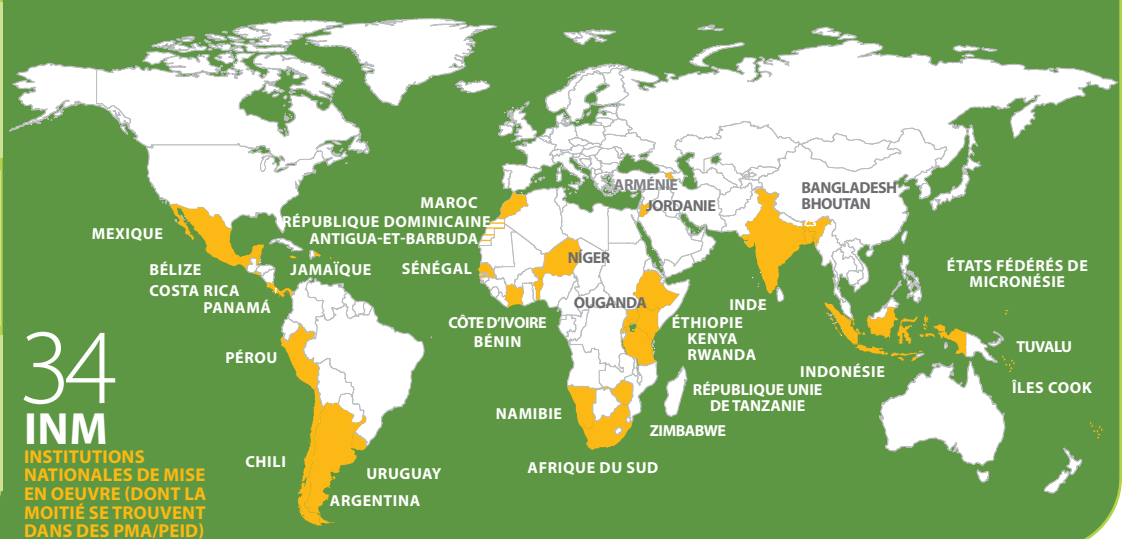 MEXIQUE
BÉLIZE
COSTA RICA
PANAMÁ
JAMAÏQUE
MAROC
RÉPUBLIQUE DOMINICAINE
ANTIGUA-ET-BARBUDA
SÉNÉGAL
CÔTE D'IVOIRE
BÉNIN
NÍGER
OUGANDA
ARMÉNIE
JORDANIE
BANGLADESH
BHOUTAN
INDE
ÉTHIOPIE
KENYA
RWANDA
RÉPUBLIQUE UNIE
DE TANZANIE
ZIMBABWE
NAMIBIE
AFRIQUE DU SUD
INDONÉSIE
ÉTATS FÉDÉRÉS DE
MICRONÉSIE
TUVALU
ÎLES COOK
PÉROU
CHILI
URUGUAY
ARGENTINA
34
INM
INSTITUTIONS
NATIONALES DE MISE
EN OEUVRE (DONT LA
MOITIÉ SE TROUVENT
DANS DES PMA/PEID)